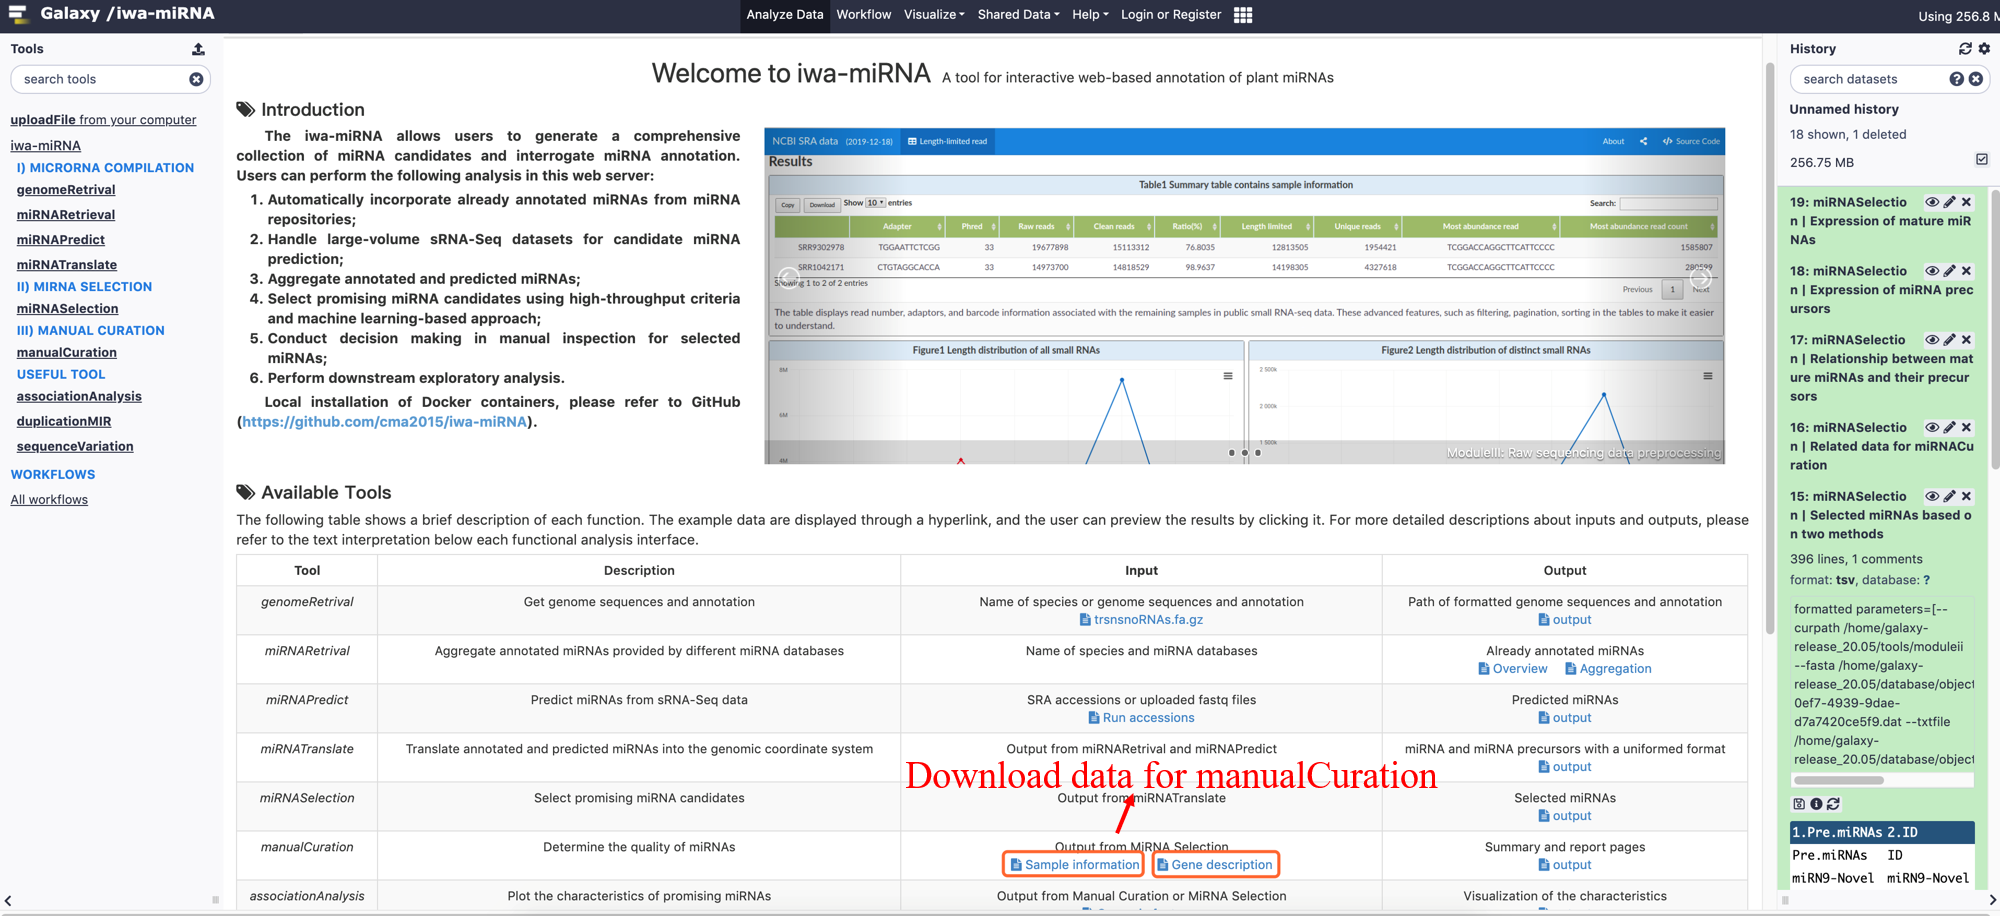 Galaxy /iwa-miRNA
Analyze Data Workflow Visualize Shared Data Help Login or Register
Using 256.8 M
Tools
search tools
uploadFile from your computer
iwa-miRNA
I) MICRORNA COMPILATION
genomeRetrival
miRNARetrieval
miRNAPredict
miRNATranslate
II) MIRNA SELECTION
miRNASelection
III) MANUAL CURATION
manualCuration
USEFUL TOOL
associationAnalysis
duplicationMIR
sequenceVariation
WORKFLOWS
All workflows
Welcome to iwa-miRNA A tool for interactive web-based annotation of plant miRNAs
Introduction
The iwa-miRNA allows users to generate a comprehensive
collection of miRNA candidates and interrogate miRNA annotation.
Users can perform the following analysis in this web server:
1. Automatically incorporate already annotated miRNAs from miRNA
repositories;
2. Handle large-volume sRNA-Seq datasets for candidate miRNA
prediction;
3. Aggregate annotated and predicted miRNAs;
4. Select promising miRNA candidates using high-throughput criteria
and machine learning-based approach;
5. Conduct decision making in manual inspection for selected
miRNAs;
6. Perform downstream exploratory analysis.
Local installation of Docker containers, please refer to GitHub
(https://github.com/cma2015/iwa-miRNA).
NCBI SRA data (2019-12-18) Length-limited read About Source Code
Results
Table1 Summary table contains sample information
Copy Download Show 10 entries Search:
Adapter Phred Raw reads Clean reads Ratio(%) Length limited Unique reads Most abundance read Most abundance read count
SRR9302978 TGGAATTCTCGG 33 19677898 15113312 76.8035 12813505 1954421 TCGGACCAGGCTTCATTCCCC 1585807
SRR1042171 CTGTAGGCACCA 33 14973700 14818529 98.9637 14198305 4327618 TCGGACCAGGCTTCATTCCCC 280599
Showing 1 to 2 of 2 entries
Previous 1 Next
The table displays read number, adaptors, and barcode information associated with the remaining samples in public small RNA-seq data. These advanced features, such as filtering, pagination, sorting in the tables to make it easier
to understand.
Figure1 Length distribution of all small RNAs
8M
6M
4M
Figure2 Length distribution of distinct small RNAs
2 500k
2 000k
1 500k
ModuleIII: Raw sequencing data preprocessing
Available Tools
The following table shows a brief description of each function. The example data are displayed through a hyperlink, and the user can preview the results by clicking it. For more detailed descriptions about inputs and outputs, please
refer to the text interpretation below each functional analysis interface.
Tool Description Input Output
genomeRetrival Get genome sequences and annotation Name of species or genome sequences and annotation Path of formatted genome sequences and annotation
trsnsnoRNAs.fa.gz output
miRNARetrival Aggregate annotated miRNAs provided by different miRNA databases Name of species and miRNA databases Already annotated miRNAs
Overview Aggregation
miRNAPredict Predict miRNAs from sRNA-Seq data SRA accessions or uploaded fastq files Predicted miRNAs
Run accessions output
miRNATranslate Translate annotated and predicted miRNAs into the genomic coordinate system Output from miRNARetrival and miRNAPredict miRNA and miRNA precursors with a uniformed format
output
Download data for manualCuration
miRNASelection Select promising miRNA candidates Output from miRNATranslate Selected miRNAs
output
manualCuration Determine the quality of miRNAs Output from MiRNA Selection Summary and report pages
Sample information Gene description output
associationAnalysis Plot the characteristics of promising miRNAs Output from Manual Curation or MiRNA Selection Visualization of the characteristics
History
search datasets
Unnamed history
18 shown, 1 deleted
256.75 MB
19: miRNASelectio
n | Expression of mature miR
NAs
18: miRNASelectio
n | Expression of miRNA prec
ursors
17: miRNASelectio
n | Relationship between mat
ure miRNAs and their precur
sors
16: miRNASelectio
n | Related data for miRNACu
ration
15: miRNASelectio
n | Selected miRNAs based o
n two methods
396 lines, 1 comments
format: tsv, database: ?
formatted parameters=[--
curpath /home/galaxy-
release_20.05/tools/moduleii
--fasta /home/galaxy-
release_20.05/database/object
0ef7-4939-9dae-
d7a7420ce5f9.dat --txtfile
/home/galaxy-
release_20.05/database/object
1.Pre.miRNAs 2.ID
Pre.miRNAs ID
miRN9-Novel miRN9-Novel